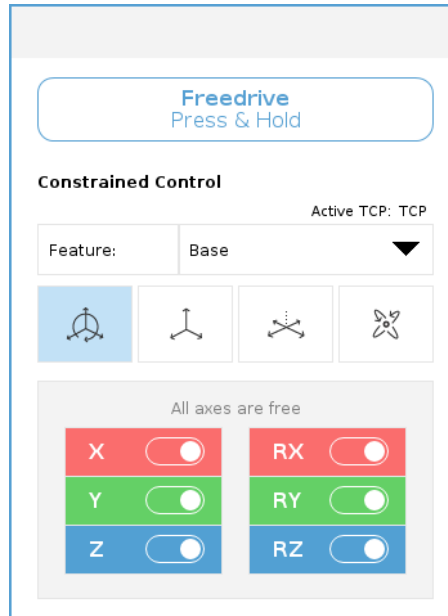 Freedrive
Press & Hold
Constrained Control
Active TCP: TCP
Feature: Base
All axes are free
X RX
Y RY
Z RZ